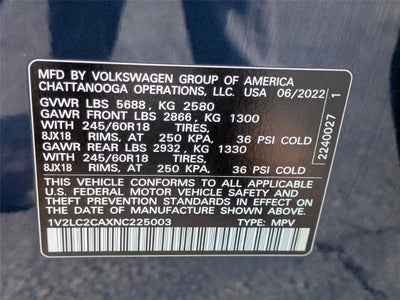 MFD BY VOLKSWAGEN GROUP OF AMERICA
CHATTANOOGA OPERATIONS, LLC. USA 06/2022
GVWR LBS 5688, KG 2580
GAWR FRONT LBS 2866, KG 1300
WITH 245/60R18 TIRES,
8JX18 RIMS, AT 250 KPA. 36 PSI COLD
GAWR REAR LBS 2932, KG 1330
WITH 245/60R18 TIRES,
8JX18 RIMS, AT 250 KPA. 36 PSI COLD
THIS VEHICLE CONFORMS TO ALL APPLICABLE
U.S. FEDERAL MOTOR VEHICLE SAFETY AND
THEFT PREVENTION STANDARDS IN EFFECT ON
THE DATE OF MANUFACTURE SHOWN ABOVE.
1V2LC2CAXNC225003 TYPE: MPV
2240027 1